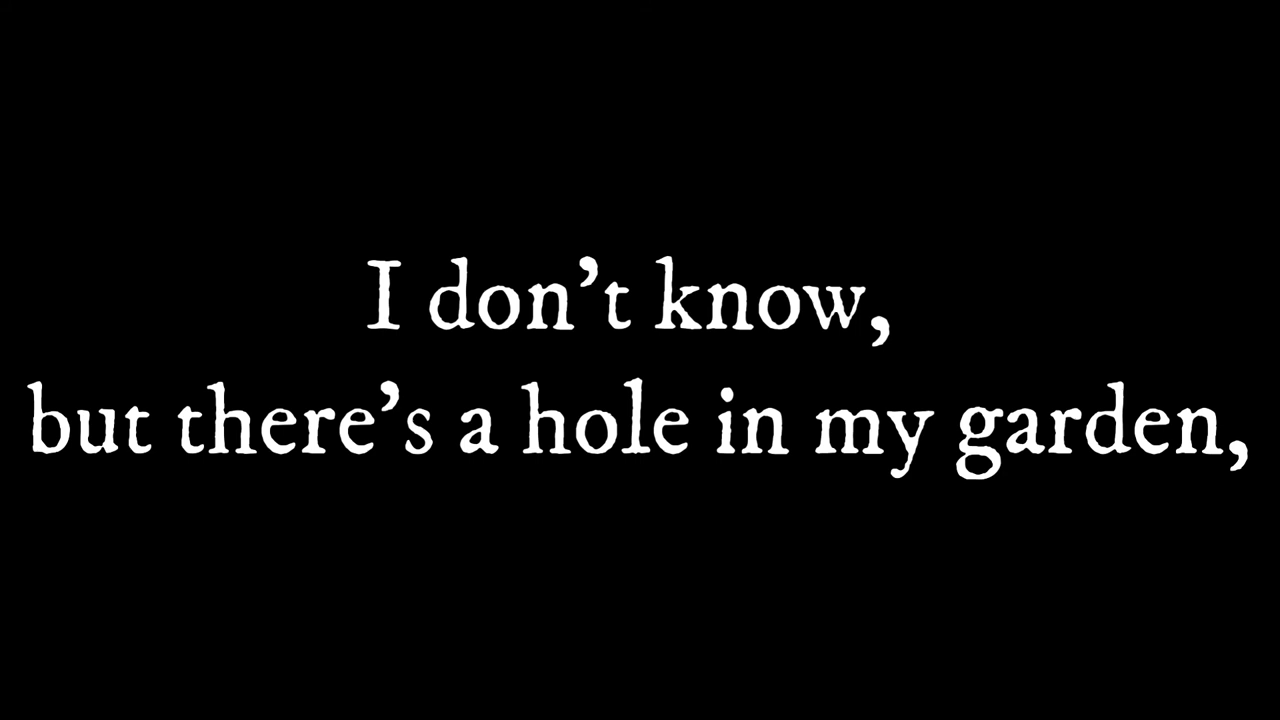 I don’t know,
but there’s a hole in my garden,